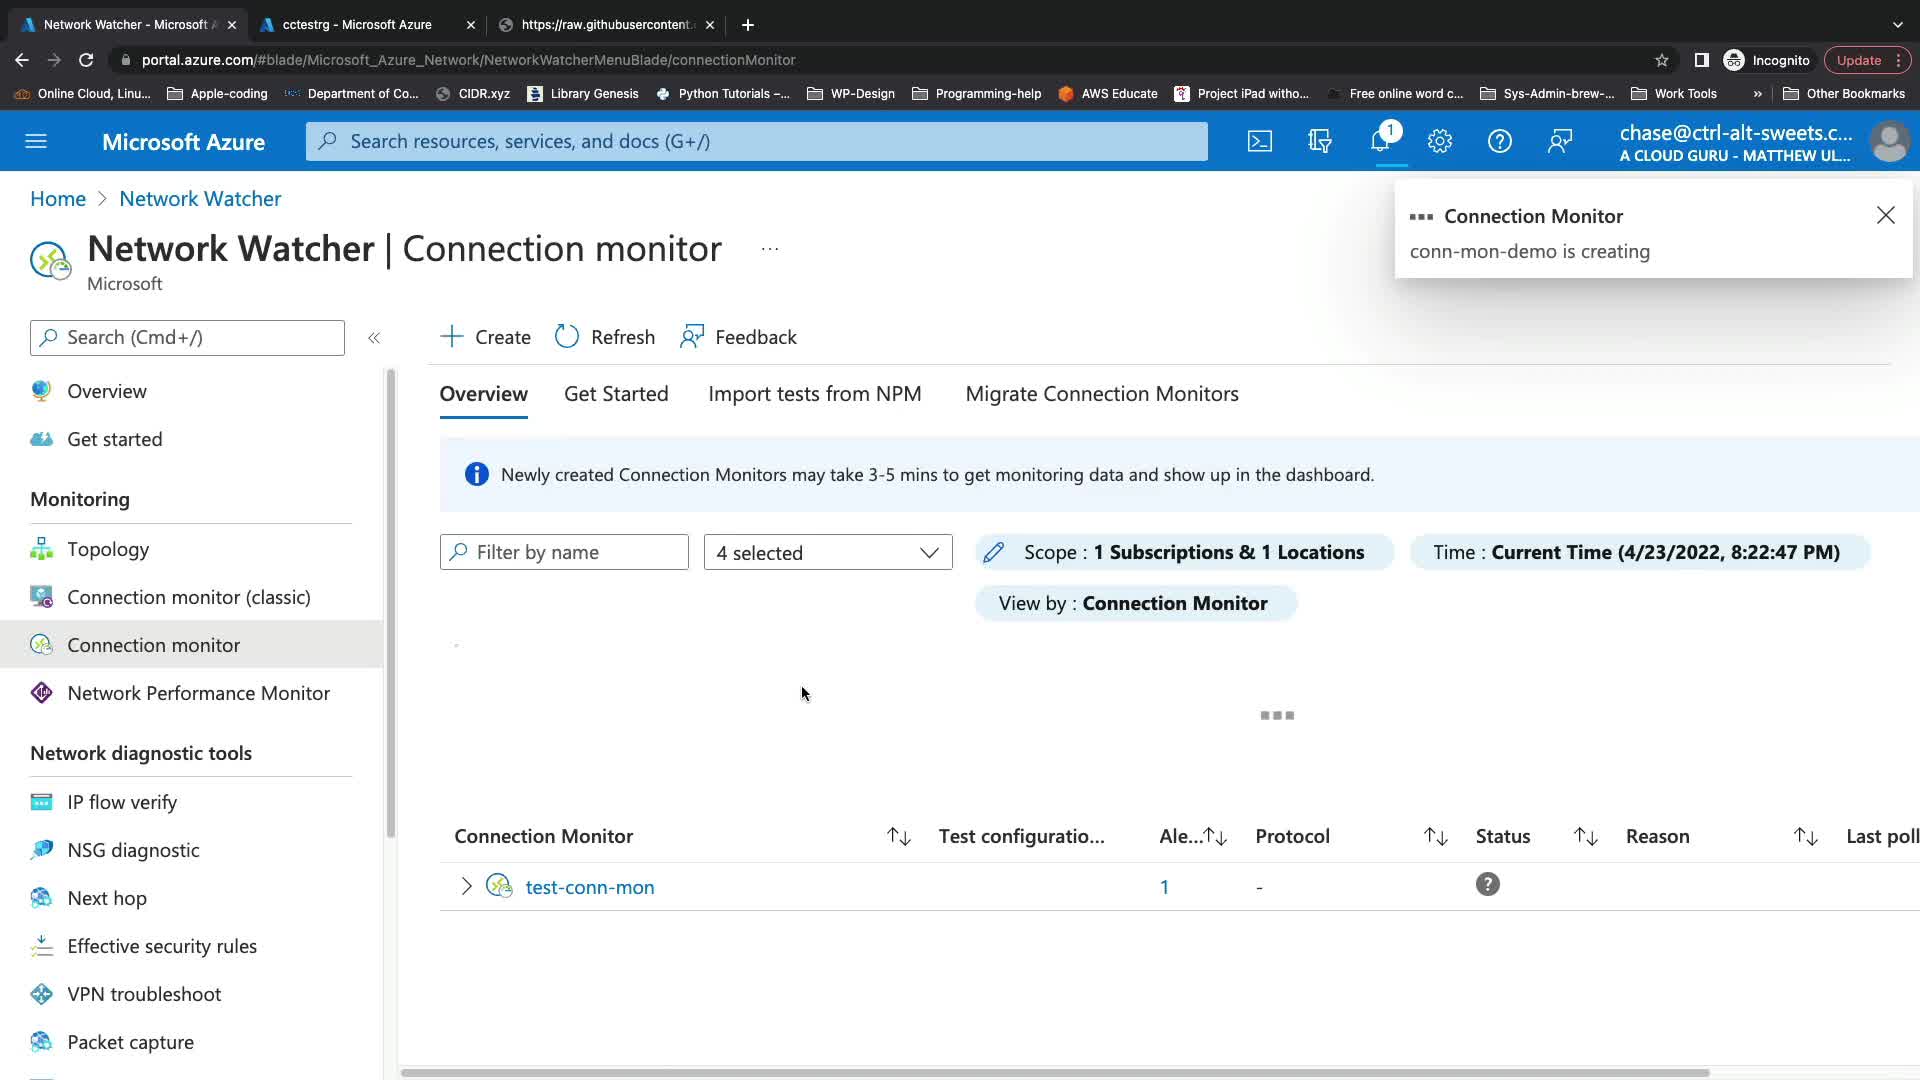 Network Watcher - Microsoft A
cctestrg - Microsoft Azure
https://raw.githubusercontent.
portal.azure.com/#blade/Microsoft_Azure_Network/NetworkWatcherMenuBlade/connectionMonitor
Incognito
Update
Online Cloud, Linu...
Apple-coding
Department of Co...
CIDR.xyz
Library Genesis
Python Tutorials –...
WP-Design
Programming-help
AWS Educate
Project iPad witho...
Free online word c...
Sys-Admin-brew-...
Work Tools
»
Other Bookmarks
Microsoft Azure
Search resources, services, and docs (G+/)
1
chase@ctrl-alt-sweets.c...
A CLOUD GURU - MATTHEW UL...
Home > Network Watcher
Connection Monitor
conn-mon-demo is creating
Network Watcher | Connection monitor ...
Microsoft
Search (Cmd+/)
«
Create
Refresh
Feedback
Overview
Get started
Monitoring
Topology
Connection monitor (classic)
Connection monitor
Network Performance Monitor
Network diagnostic tools
IP flow verify
NSG diagnostic
Next hop
Effective security rules
VPN troubleshoot
Packet capture
Overview
Get Started
Import tests from NPM
Migrate Connection Monitors
Newly created Connection Monitors may take 3-5 mins to get monitoring data and show up in the dashboard.
Filter by name
4 selected
Scope : 1 Subscriptions & 1 Locations
Time : Current Time (4/23/2022, 8:22:47 PM)
View by : Connection Monitor
Connection Monitor
Test configuratio...
Ale...
Protocol
Status
Reason
Last poll
test-conn-mon
1
-
?